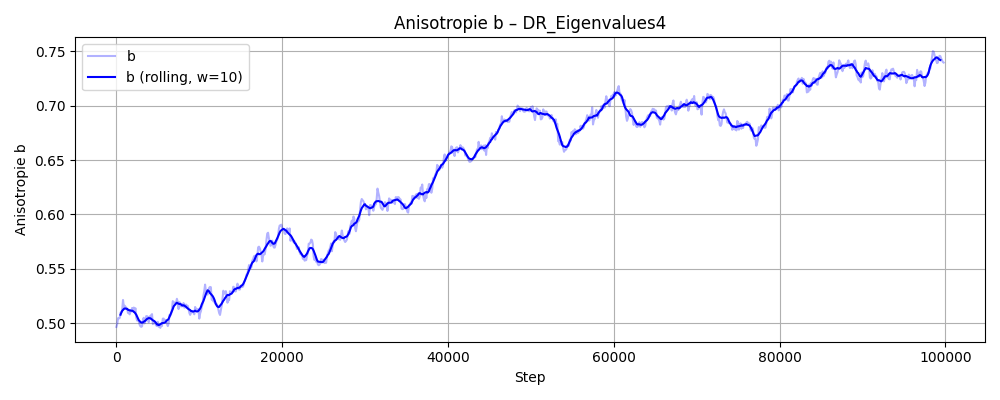 Anisotropie b – DR_Eigenvalues4
b
b (rolling, w=10)
Anisotropie b
0.75
0.70
0.65
0.60
0.55
0.50
0
20000
40000
60000
80000
100000
Step